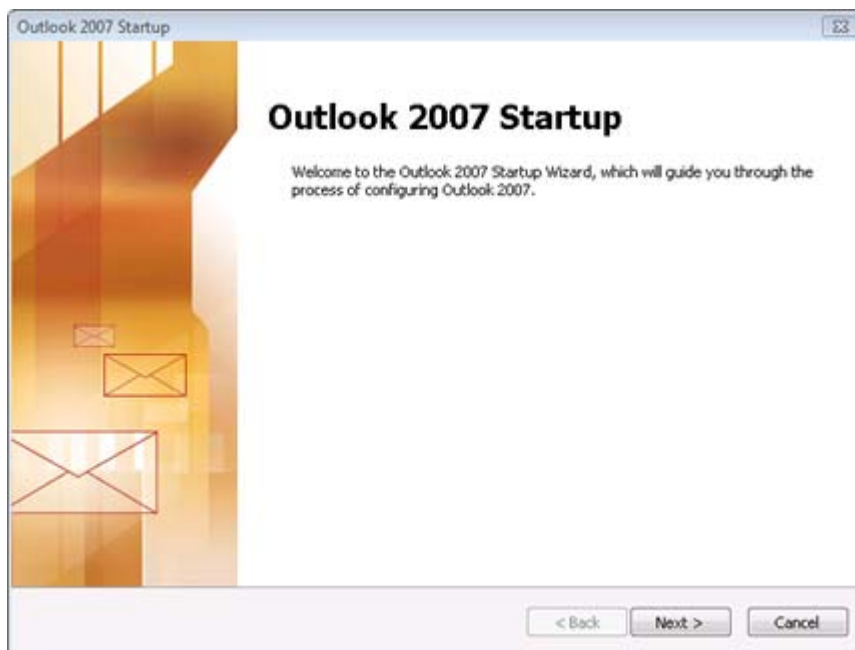 Outlook 2007 Startup
Outlook 2007 Startup
Welcome to the Outlook 2007 Startup Wizard, which will guide you through the
process of configuring Outlook 2007.
< Back Next > Cancel